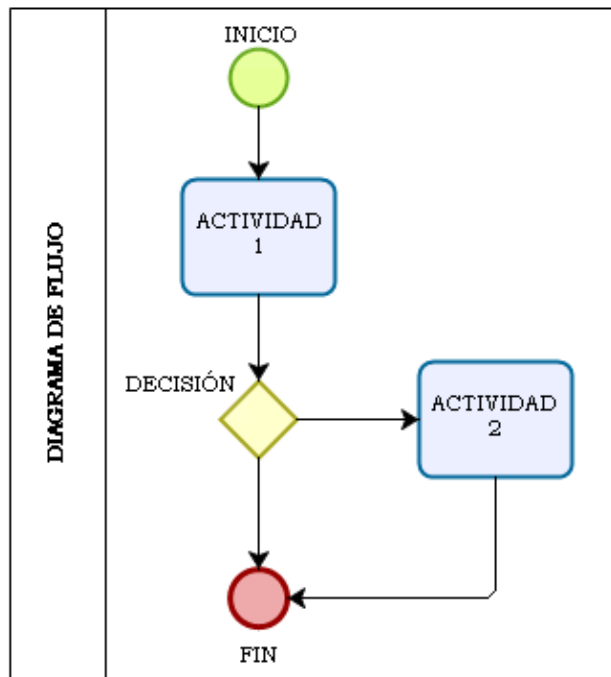 DIAGRAMA DE FLUJO
INICIO
ACTIVIDAD
1
DECISIÓN
ACTIVIDAD
2
FIN